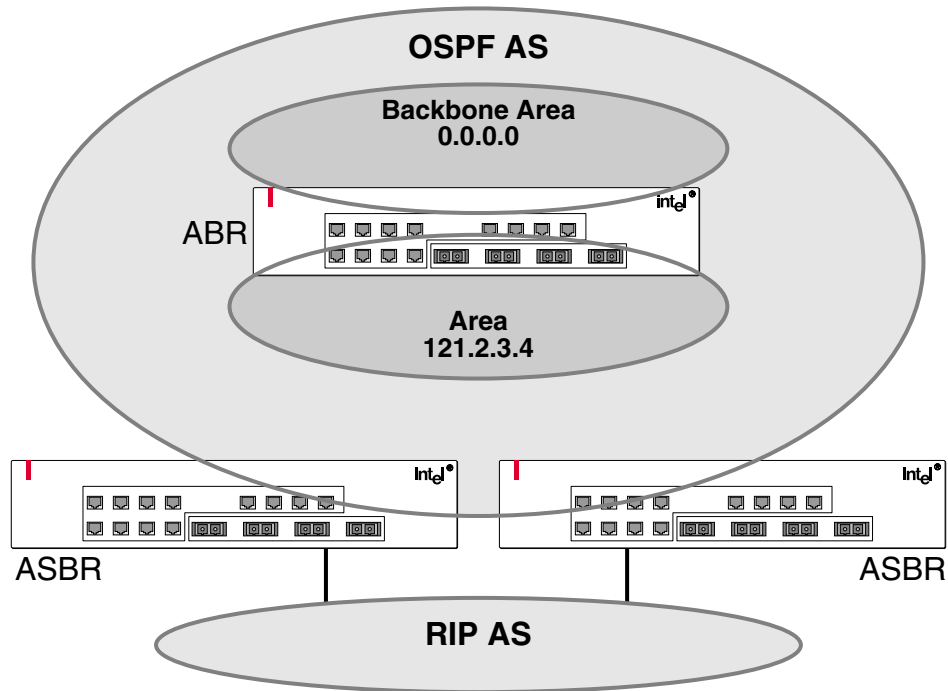 OSPF AS
Backbone Area
0.0.0.0
intel®
ABR
Area
121.2.3.4
intel®
intel®
ASBR
ASBR
RIP AS